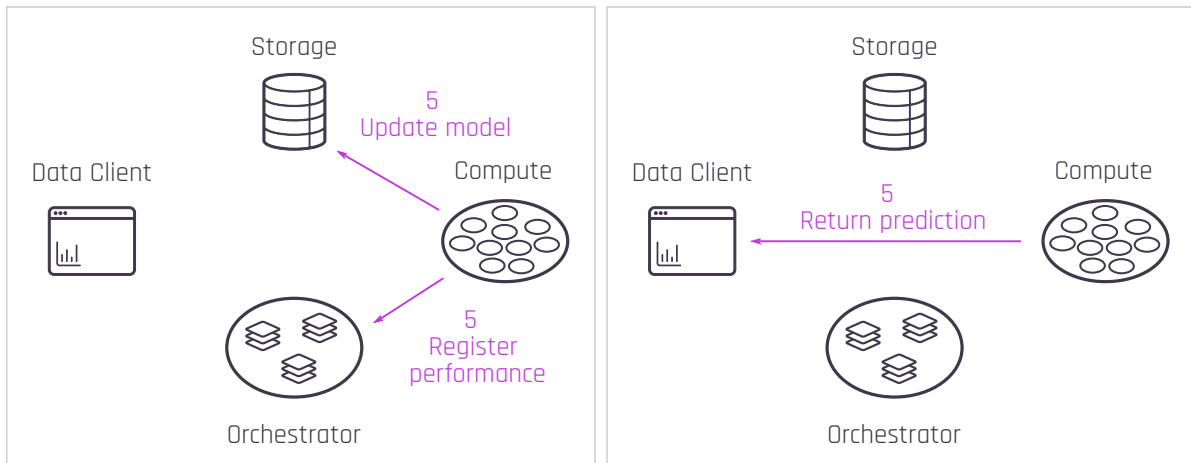 Storage
5
Update model
Data Client
Compute
5
Register
performance
Orchestrator
Storage
Data Client
Compute
5
Return prediction
Orchestrator